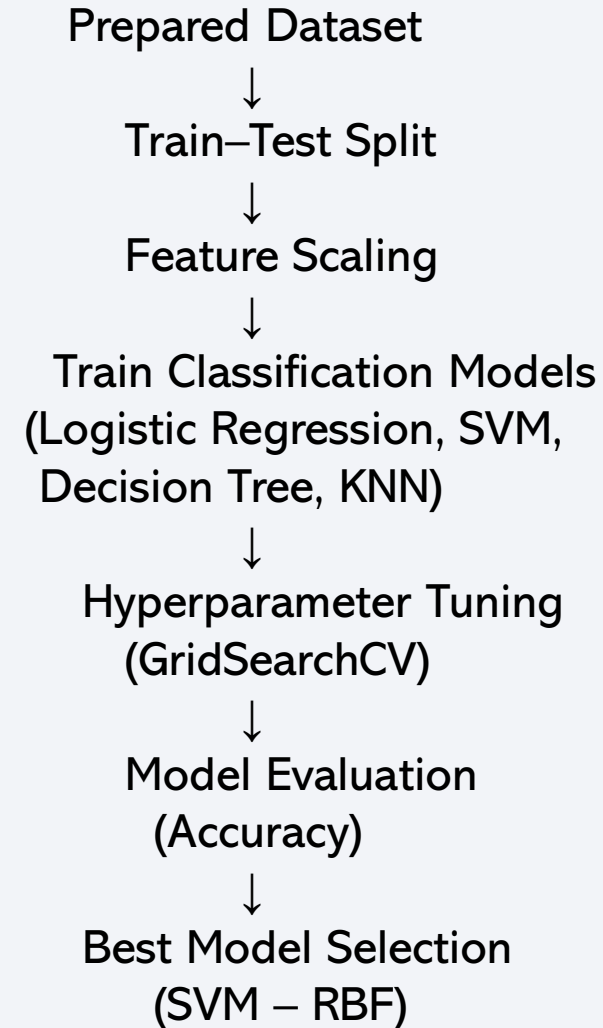 Prepared Dataset
↓
Train–Test Split
↓
Feature Scaling
↓
Train Classification Models
(Logistic Regression, SVM,
Decision Tree, KNN)
↓
Hyperparameter Tuning
(GridSearchCV)
↓
Model Evaluation
(Accuracy)
↓
Best Model Selection
(SVM – RBF)